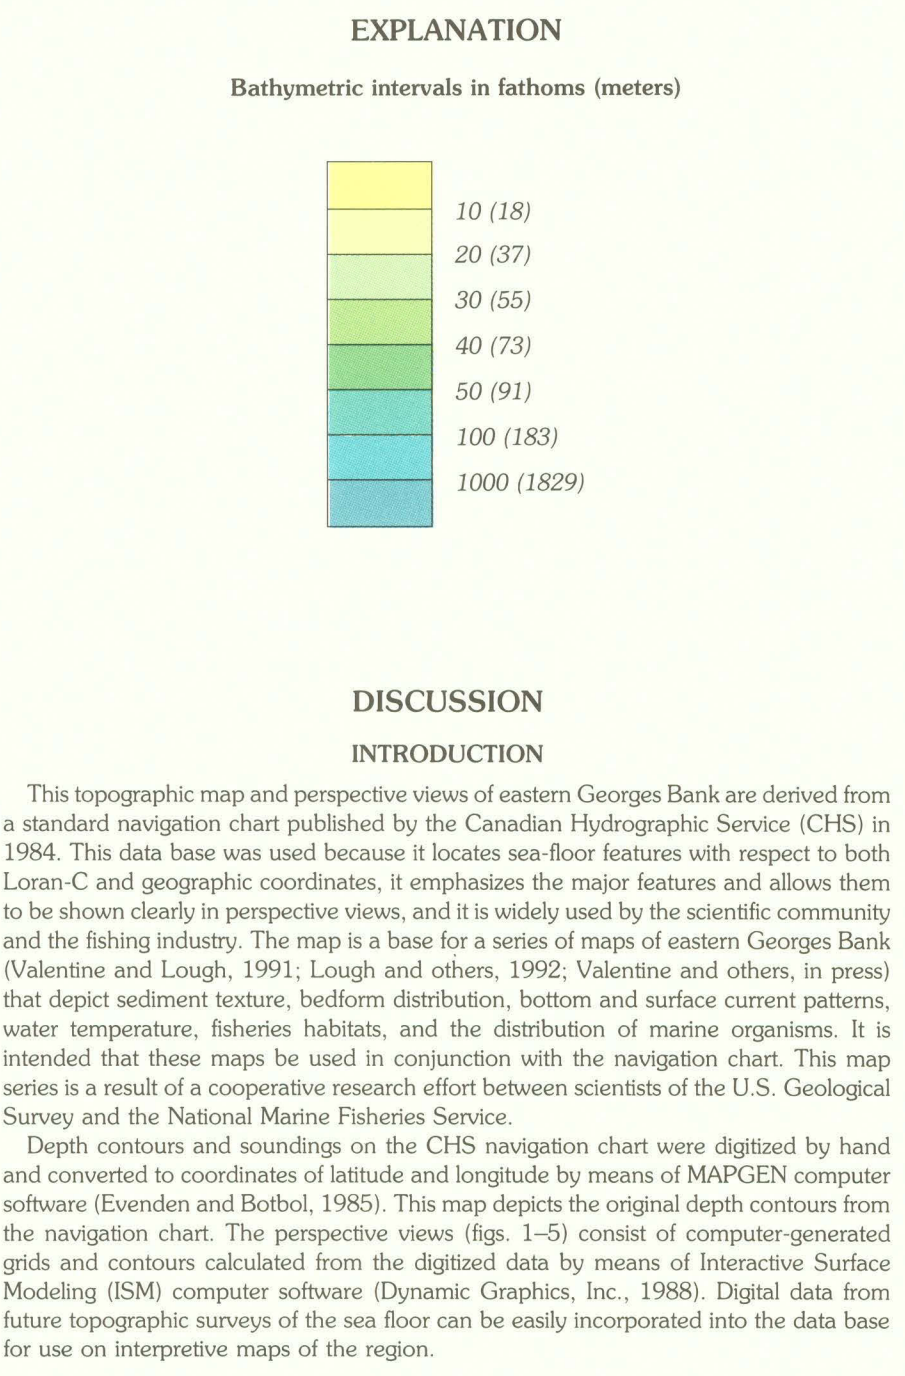 EXPLANATION
Bathymetric intervals in fathoms (meters)
10 (18)
20 (37)
30 (55)
40 (73)
50 (91)
100 (183)
1000 (1829)
DISCUSSION
INTRODUCTION
This topographic map and perspective views of eastern Georges Bank are derived from
a standard navigation chart published by the Canadian Hydrographic Service (CHS) in
1984. This data base was used because it locates sea-floor features with respect to both
Loran-C and geographic coordinates, it emphasizes the major features and allows them
to be shown clearly in perspective views, and it is widely used by the scientific community
and the fishing industry. The map is a base for a series of maps of eastern Georges Bank
(Valentine and Lough, 1991; Lough and others, 1992; Valentine and others, in press)
that depict sediment texture, bedform distribution, bottom and surface current patterns,
water temperature, fisheries habitats, and the distribution of marine organisms. It is
intended that these maps be used in conjunction with the navigation chart. This map
series is a result of a cooperative research effort between scientists of the U.S. Geological
Survey and the National Marine Fisheries Service.
Depth contours and soundings on the CHS navigation chart were digitized by hand
and converted to coordinates of latitude and longitude by means of MAPGEN computer
software (Evenden and Botbol, 1985). This map depicts the original depth contours from
the navigation chart. The perspective views (figs. 1–5) consist of computer-generated
grids and contours calculated from the digitized data by means of Interactive Surface
Modeling (ISM) computer software (Dynamic Graphics, Inc., 1988). Digital data from
future topographic surveys of the sea floor can be easily incorporated into the data base
for use on interpretive maps of the region.